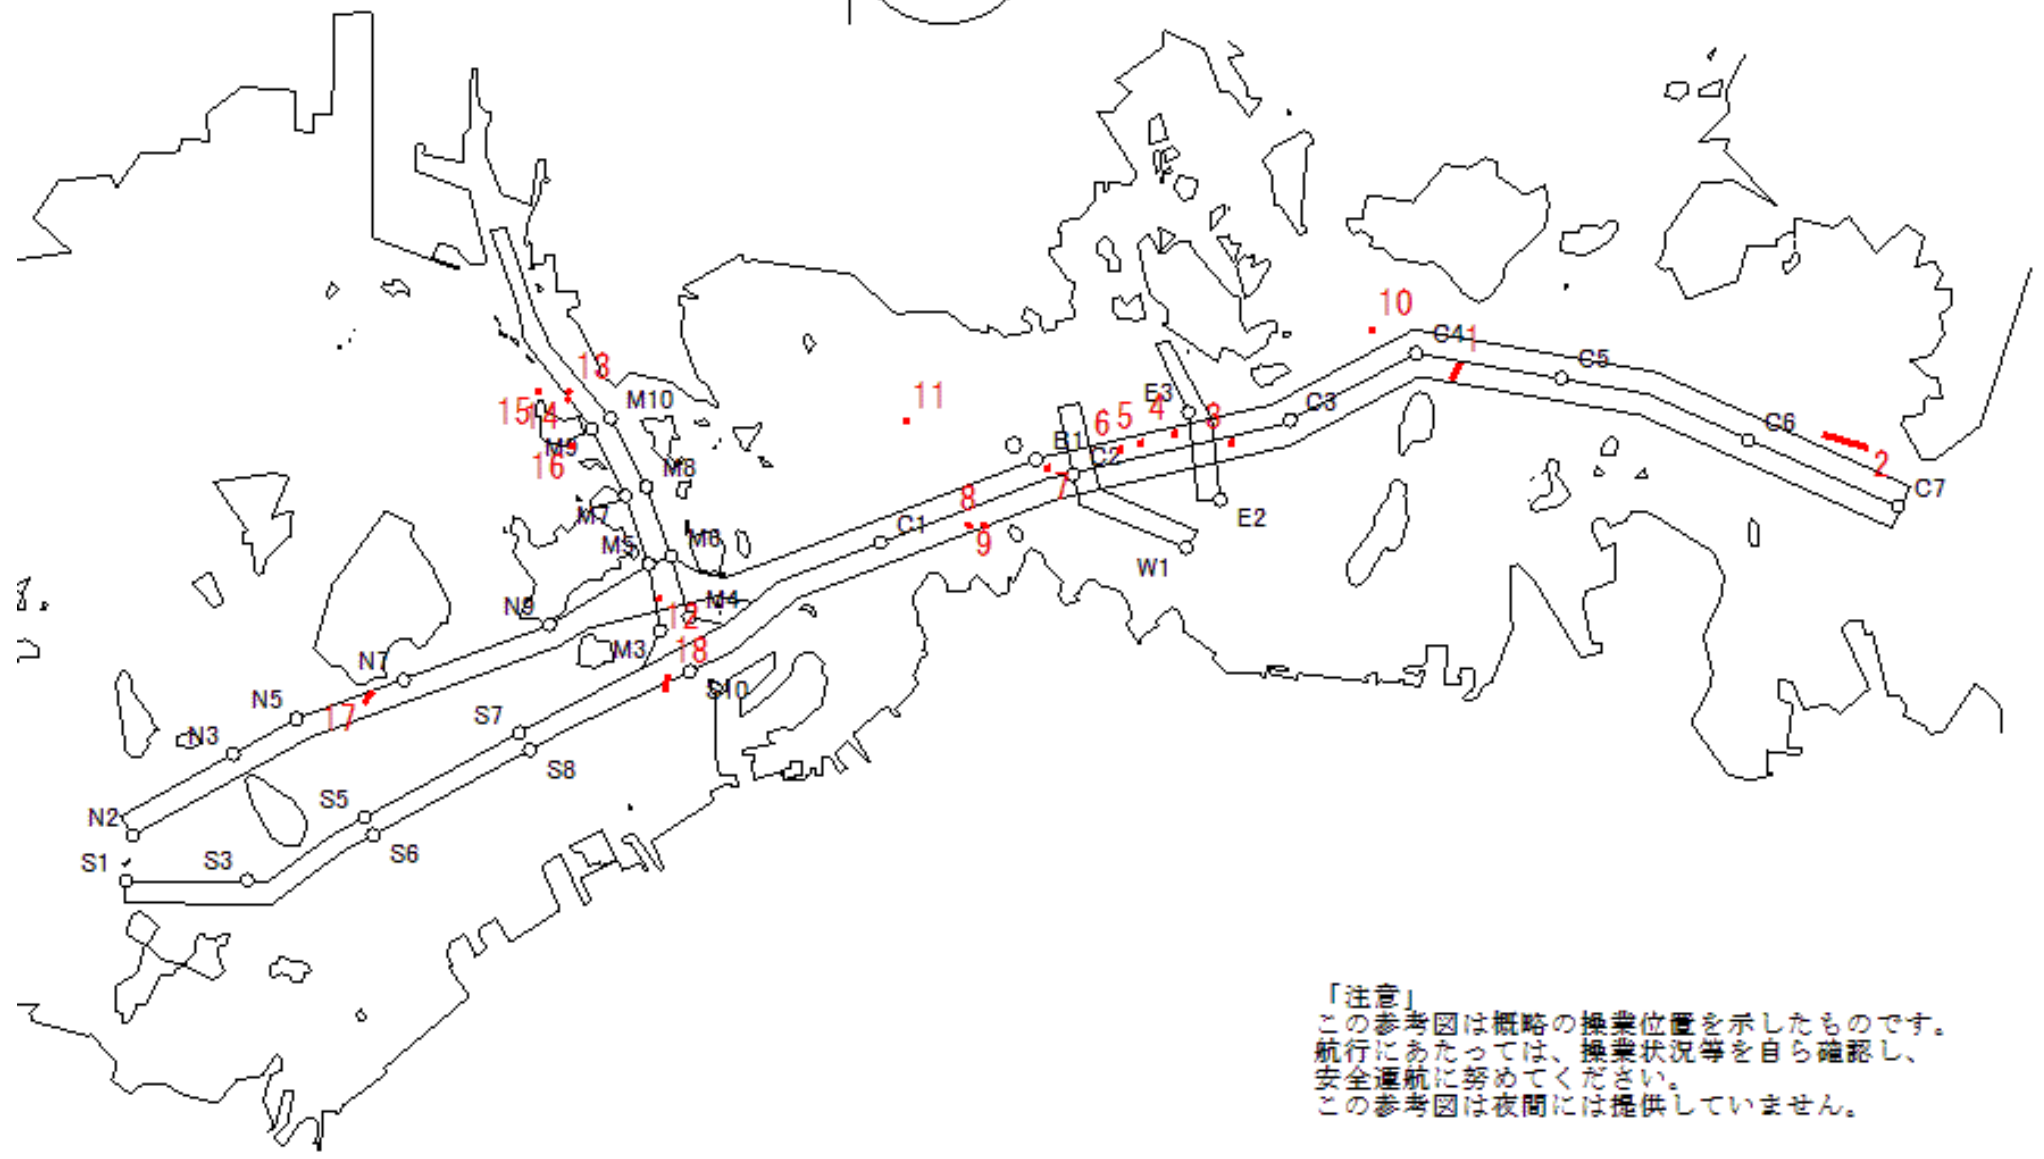 10
C4
1
C5
13
M10
15
14
11
E3
C3
6
5
4
3
C6
M9
16
B1
C2
M8
2
7
C7
8
M7
C1
E2
M5
M6
9
W1
N9
12
M4
M3
18
N7
S10
N5
17
S7
N3
S8
S5
N2
S6
S1
S3
「注意」
この参考図は概略の操業位置を示したものです。
航行にあたっては、操業状況等を自ら確認し、
安全運航に努めてください。
この参考図は夜間には提供していません。